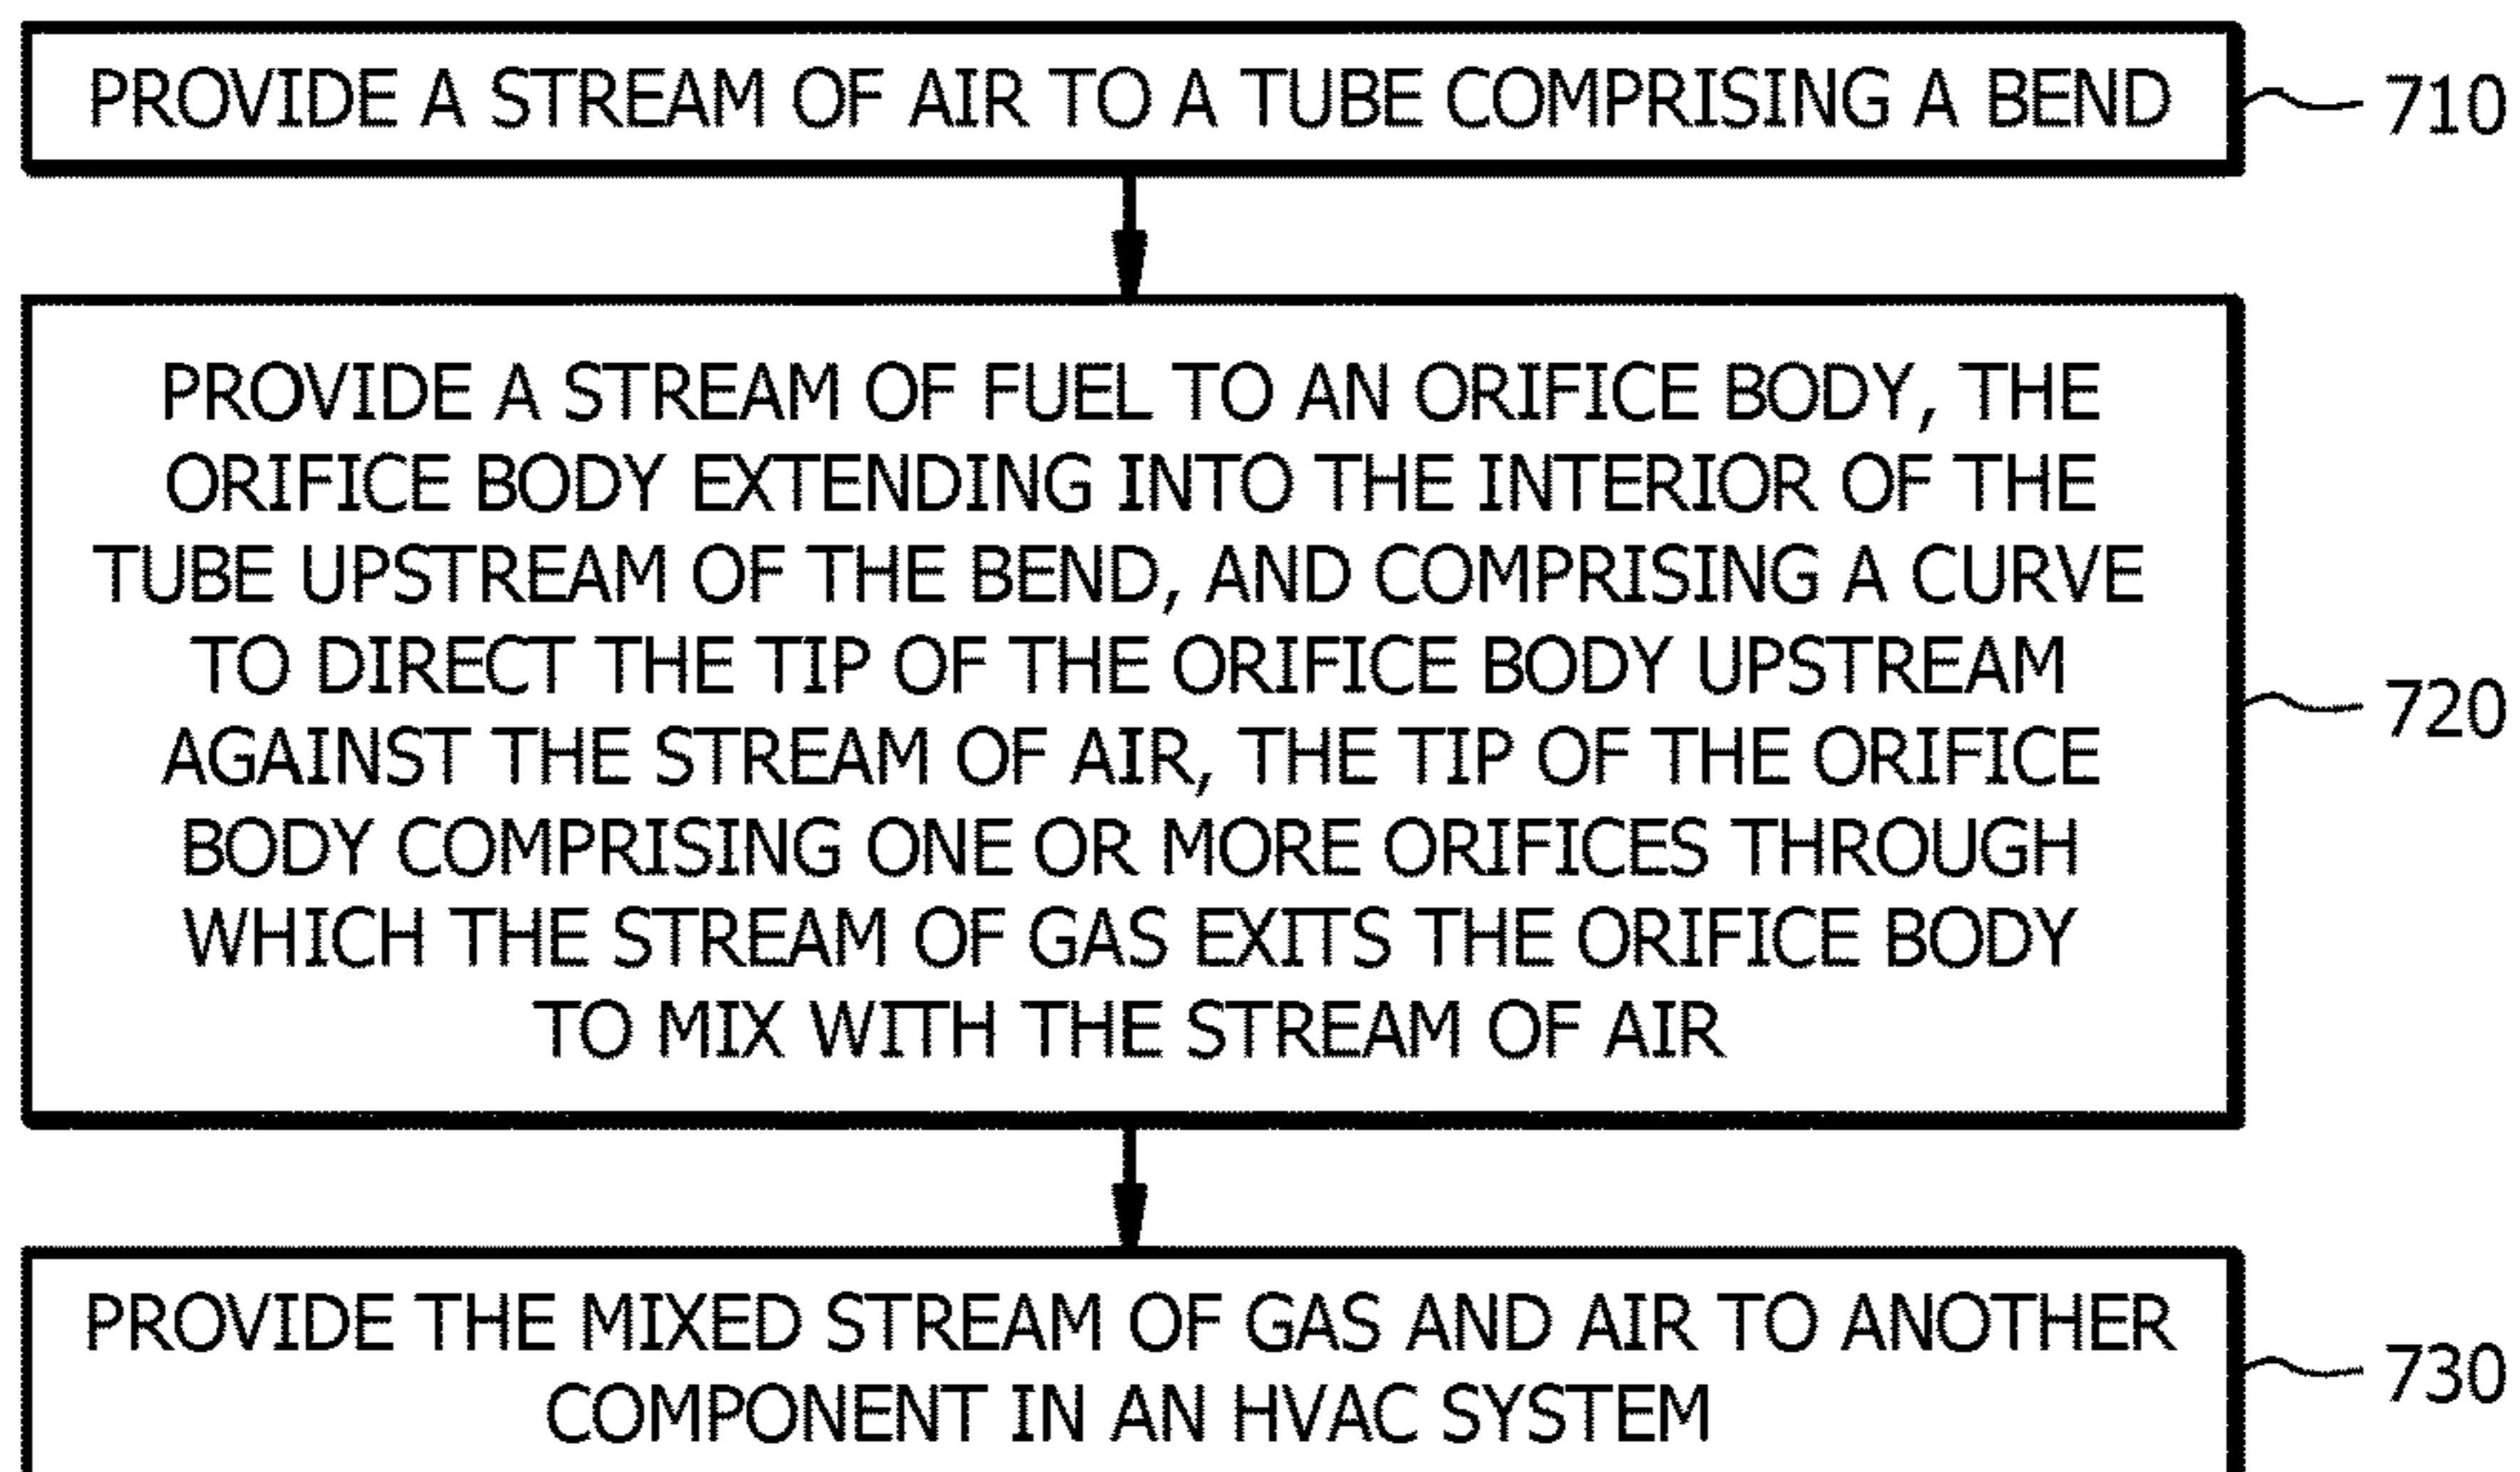 PROVIDE A STREAM OF AIR TO A TUBE COMPRISING A BEND
710
PROVIDE A STREAM OF FUEL TO AN ORIFICE BODY, THE
ORIFICE BODY EXTENDING INTO THE INTERIOR OF THE
TUBE UPSTREAM OF THE BEND, AND COMPRISING A CURVE
TO DIRECT THE TIP OF THE ORIFICE BODY UPSTREAM
AGAINST THE STREAM OF AIR, THE TIP OF THE ORIFICE
BODY COMPRISING ONE OR MORE ORIFICES THROUGH
WHICH THE STREAM OF GAS EXITS THE ORIFICE BODY
TO MIX WITH THE STREAM OF AIR
720
PROVIDE THE MIXED STREAM OF GAS AND AIR TO ANOTHER
COMPONENT IN AN HVAC SYSTEM
730